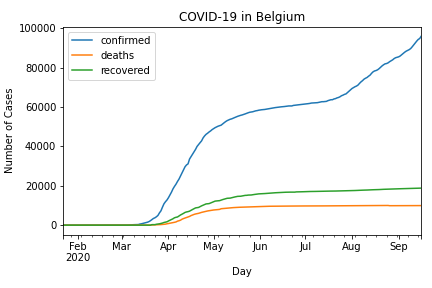 COVID-19 in Belgium
confirmed
deaths
recovered
Number of Cases
100000
80000
60000
40000
20000
0
Feb Mar Apr May Jun Jul Aug Sep
2020
Day